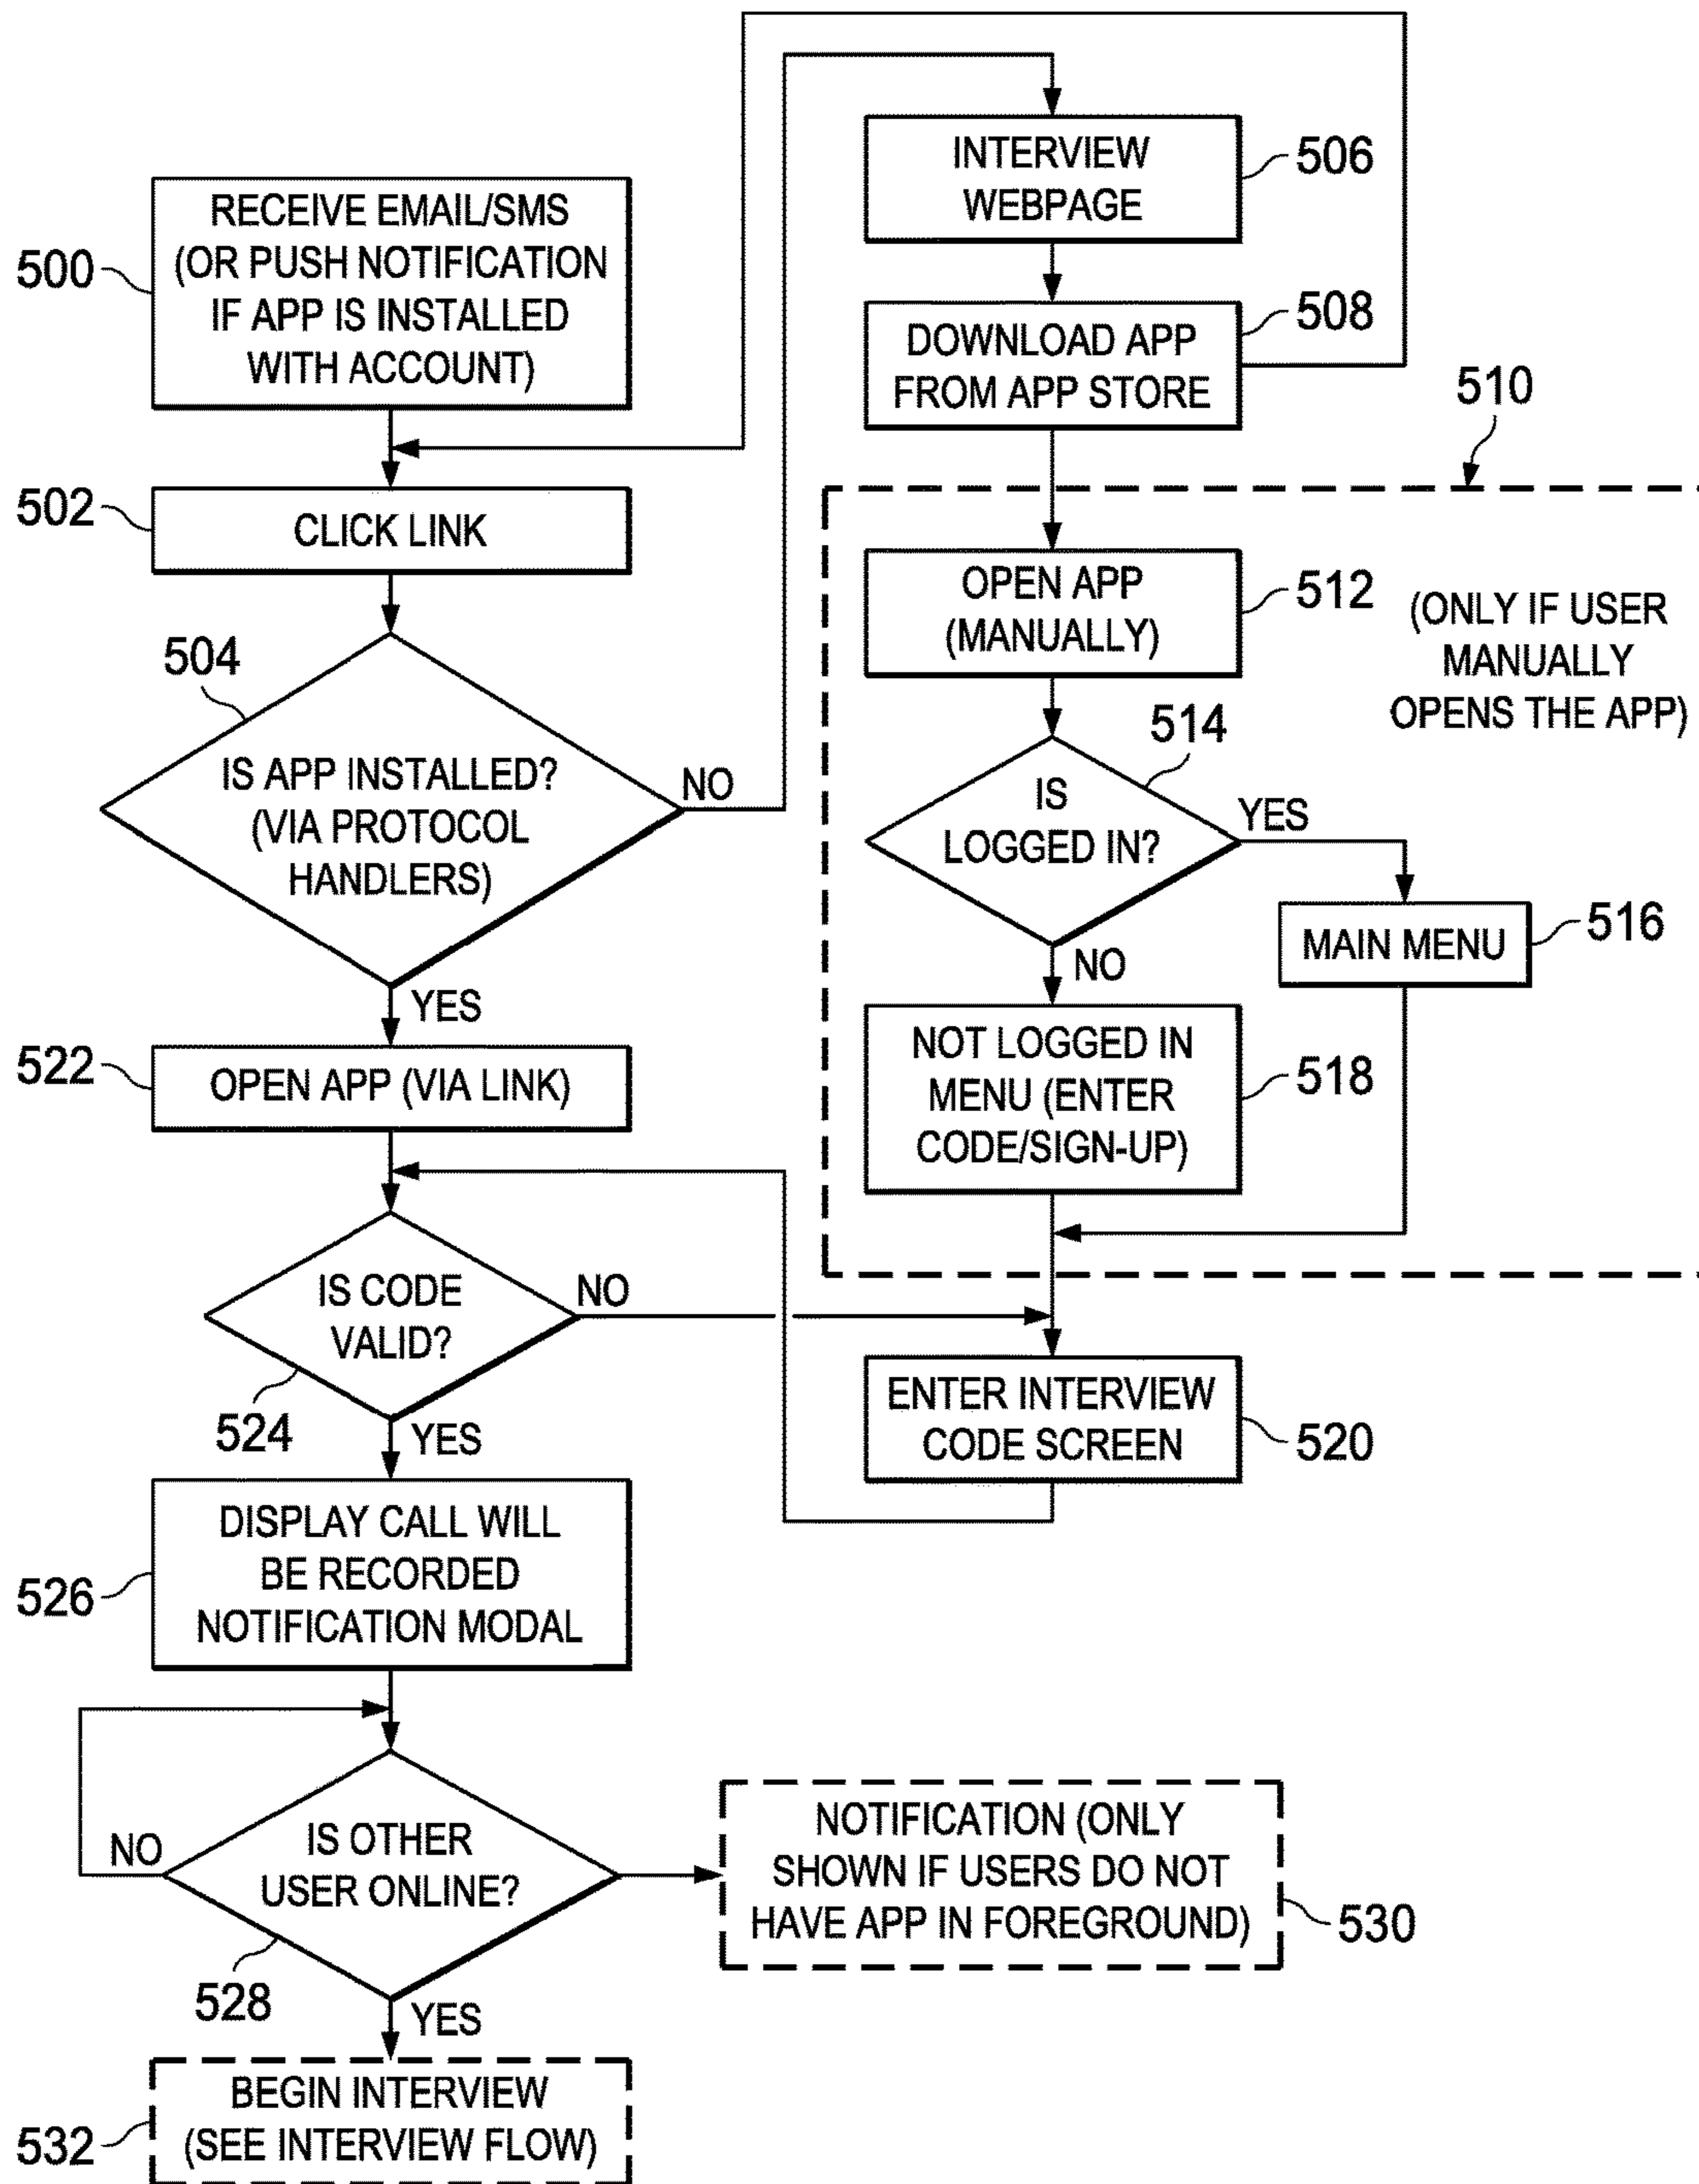 RECEIVE EMAIL/SMS
(OR PUSH NOTIFICATION
IF APP IS INSTALLED
WITH ACCOUNT)
500
CLICK LINK
502
504
IS APP INSTALLED?
(VIA PROTOCOL
HANDLERS)
NO
YES
INTERVIEW
WEBPAGE
506
DOWNLOAD APP
FROM APP STORE
508
510
OPEN APP
(MANUALLY)
512
(ONLY IF USER
MANUALLY
OPENS THE APP)
514
IS
LOGGED IN?
YES
NO
MAIN MENU
516
NOT LOGGED IN
MENU (ENTER
CODE/SIGN-UP)
518
522
OPEN APP (VIA LINK)
IS CODE
VALID?
NO
524
YES
ENTER INTERVIEW
CODE SCREEN
520
DISPLAY CALL WILL
BE RECORDED
NOTIFICATION MODAL
526
IS OTHER
USER ONLINE?
NO
528
YES
NOTIFICATION (ONLY
SHOWN IF USERS DO NOT
HAVE APP IN FOREGROUND)
530
BEGIN INTERVIEW
(SEE INTERVIEW FLOW)
532